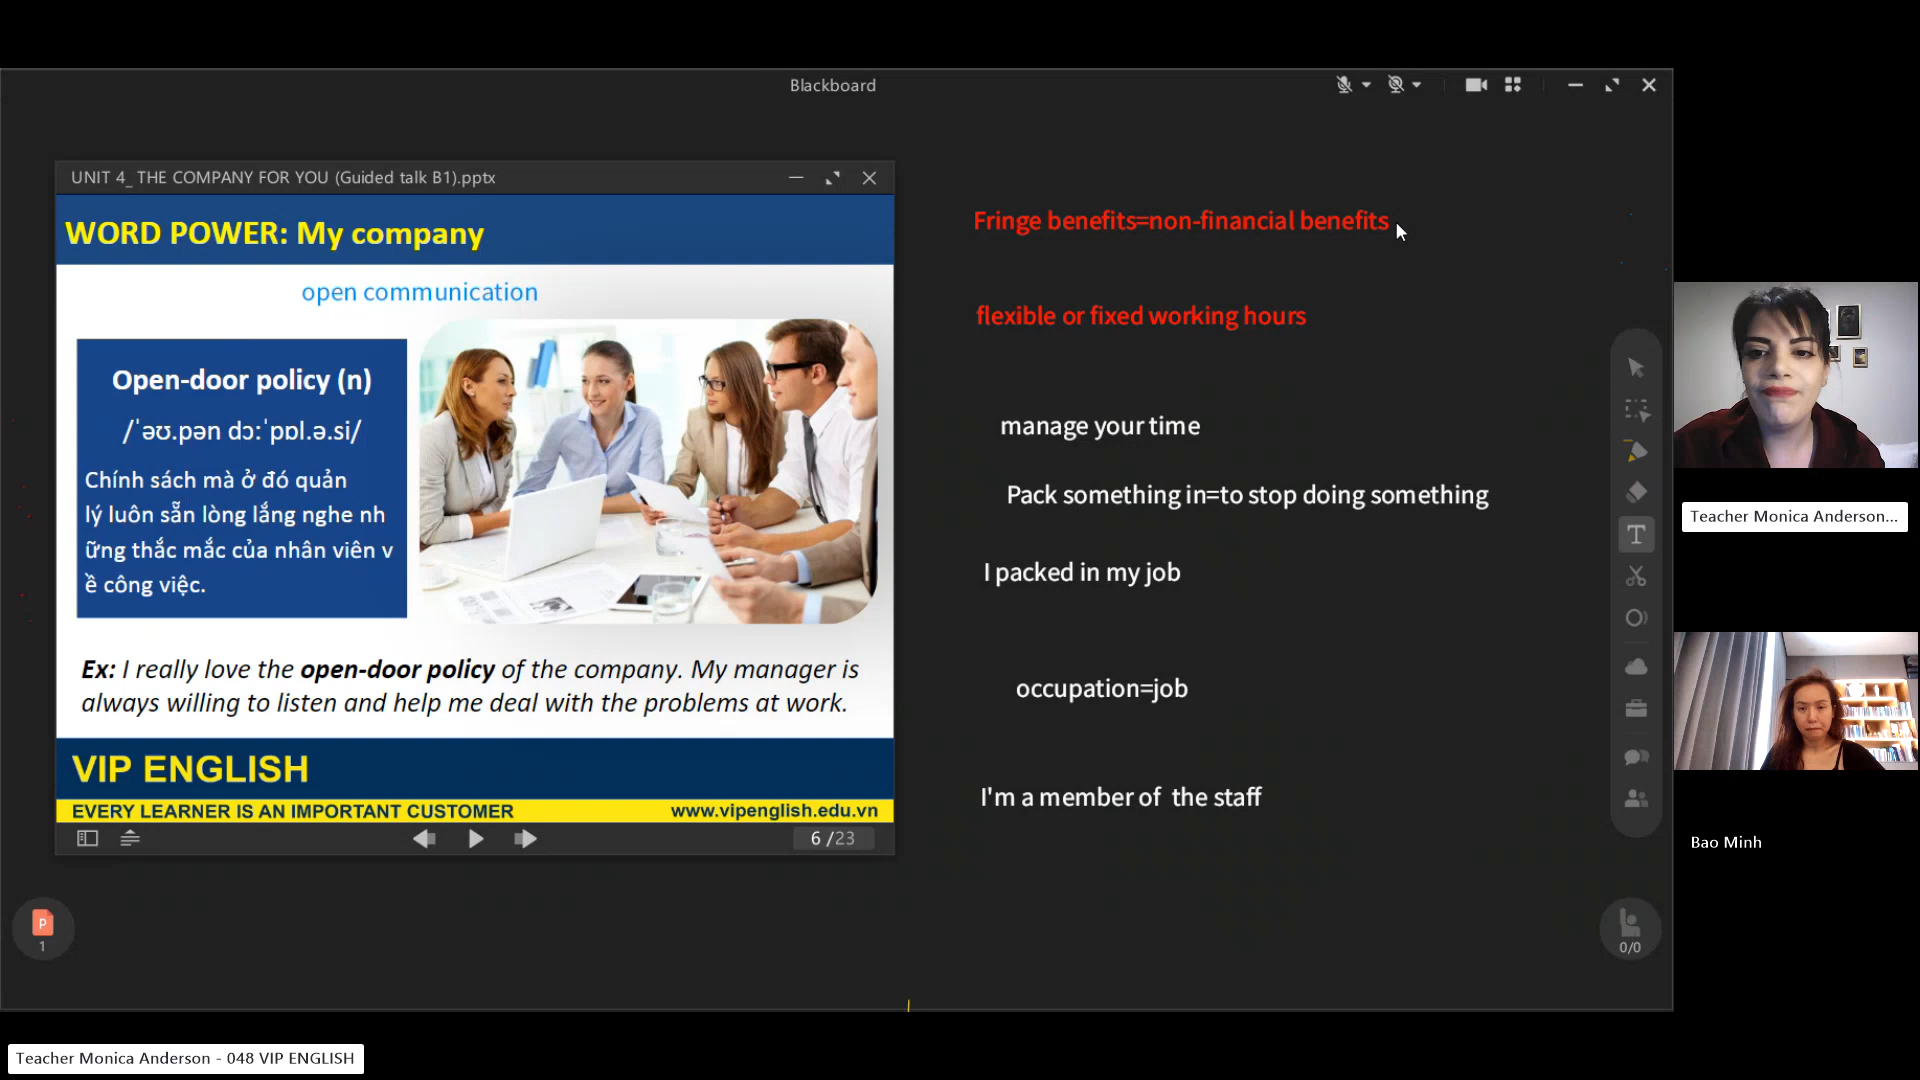 Blackboard
UNIT 4_ THE COMPANY FOR YOU (Guided talk B1).pptx
WORD POWER: My company
open communication
Open-door policy (n)
/ˈəʊ.pən dɔːˈpɒl.ə.si/
Chính sách mà ở đó quản
lý luôn sẵn lòng lắng nghe nh
ững thắc mắc của nhân viên v
ề công việc.
Ex: I really love the open-door policy of the company. My manager is
always willing to listen and help me deal with the problems at work.
VIP ENGLISH
EVERY LEARNER IS AN IMPORTANT CUSTOMER
www.vipenglish.edu.vn
6 /23
Fringe benefits=non-financial benefits
flexible or fixed working hours
manage your time
Pack something in=to stop doing something
I packed in my job
occupation=job
I'm a member of  the staff
T
P
1
0/0
Teacher Monica Anderson...
Bao Minh
Teacher Monica Anderson - 048 VIP ENGLISH